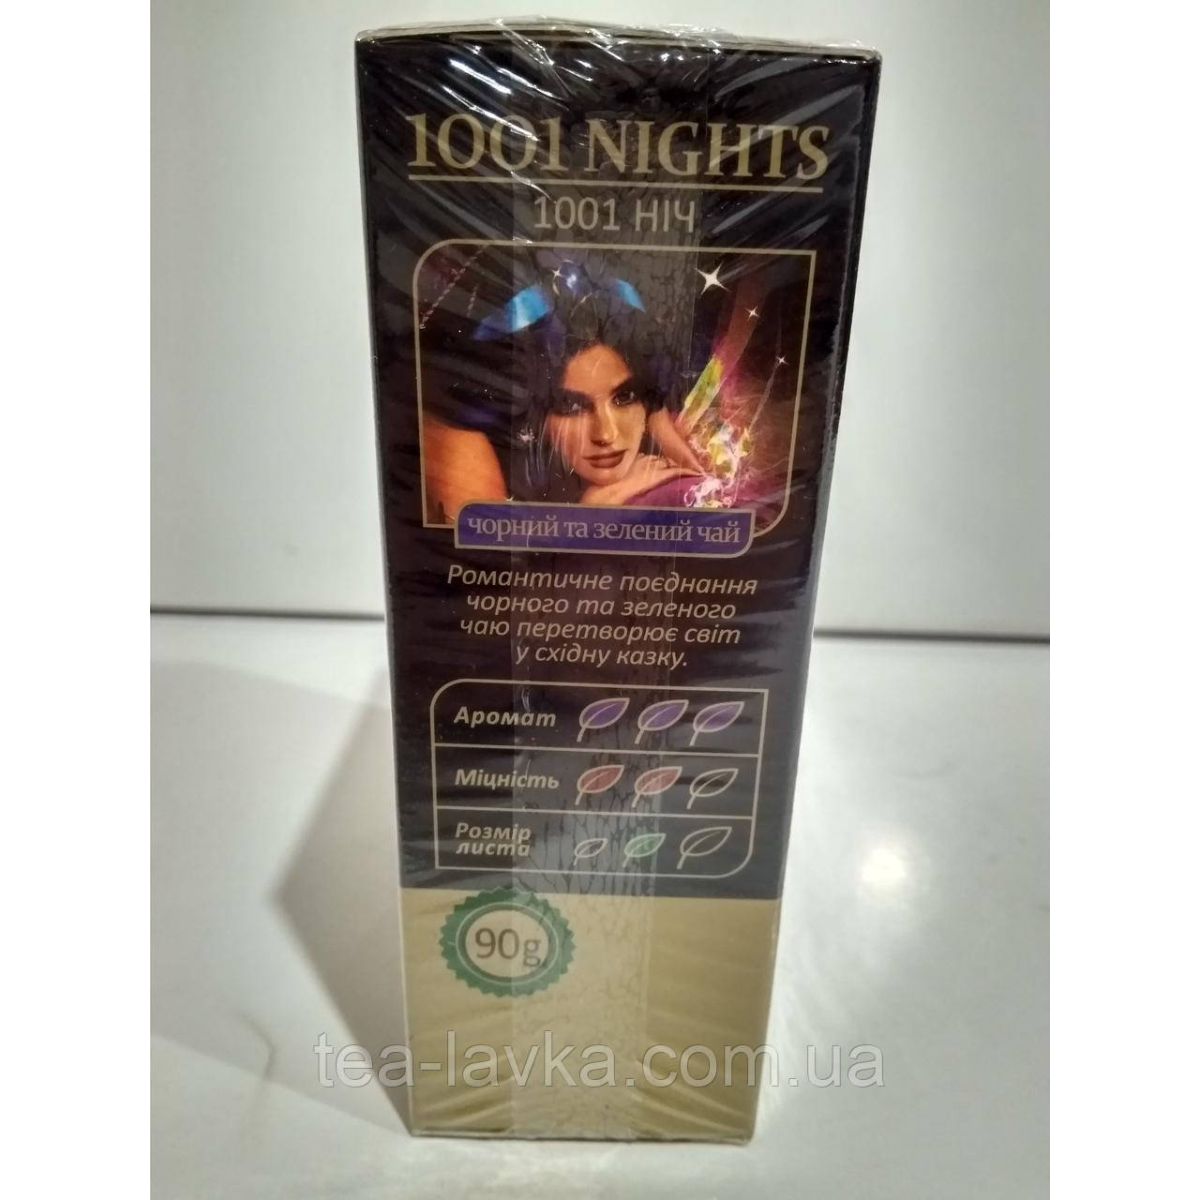 1001 NIGHTS
1001 НІЧ
чорний та зелений чай
Романтичне поєднання
чорного та зеленого
чаю перетворює світ
у східну казку.
Аромат
Міцність
Розмір
листа
90g
tea-lavka.com.ua